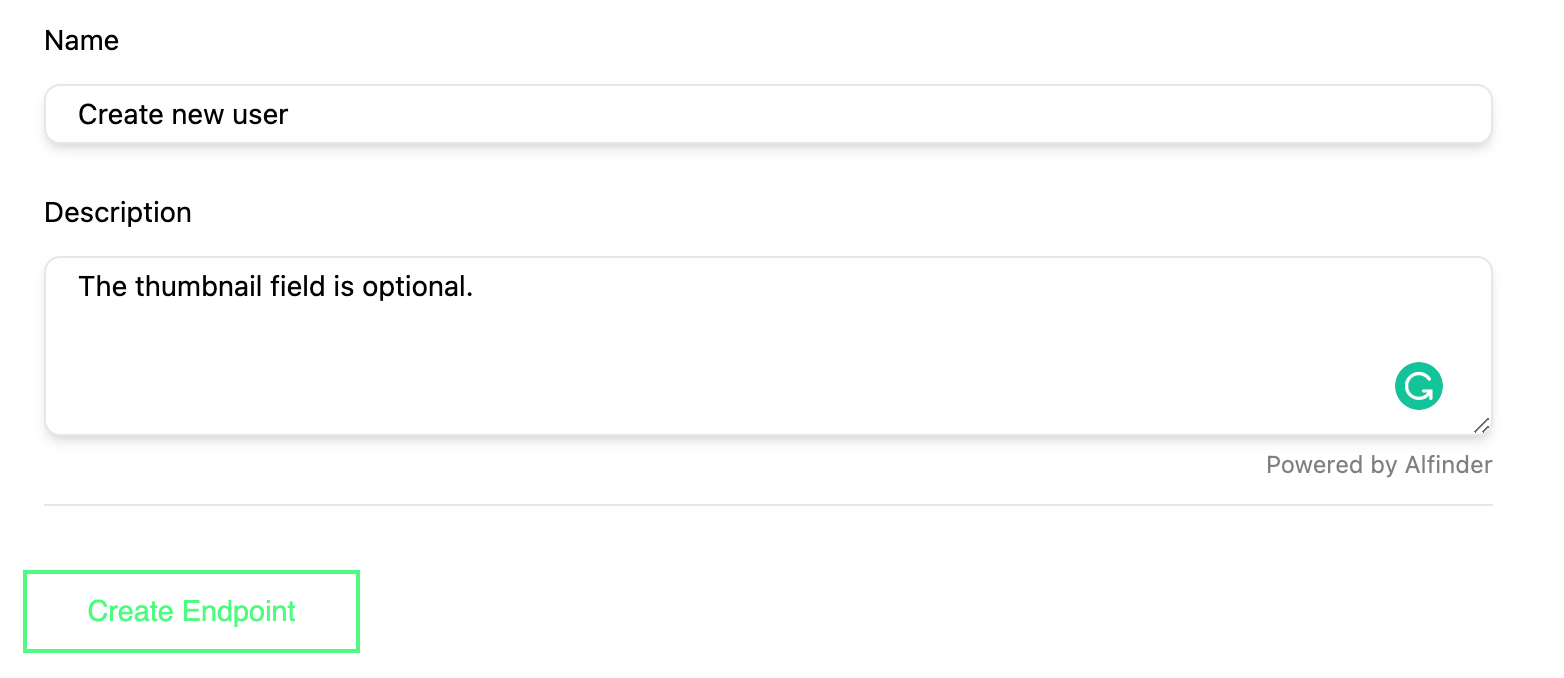 Name
Create new user
Description
The thumbnail field is optional.
Powered by Alfinder
Create Endpoint